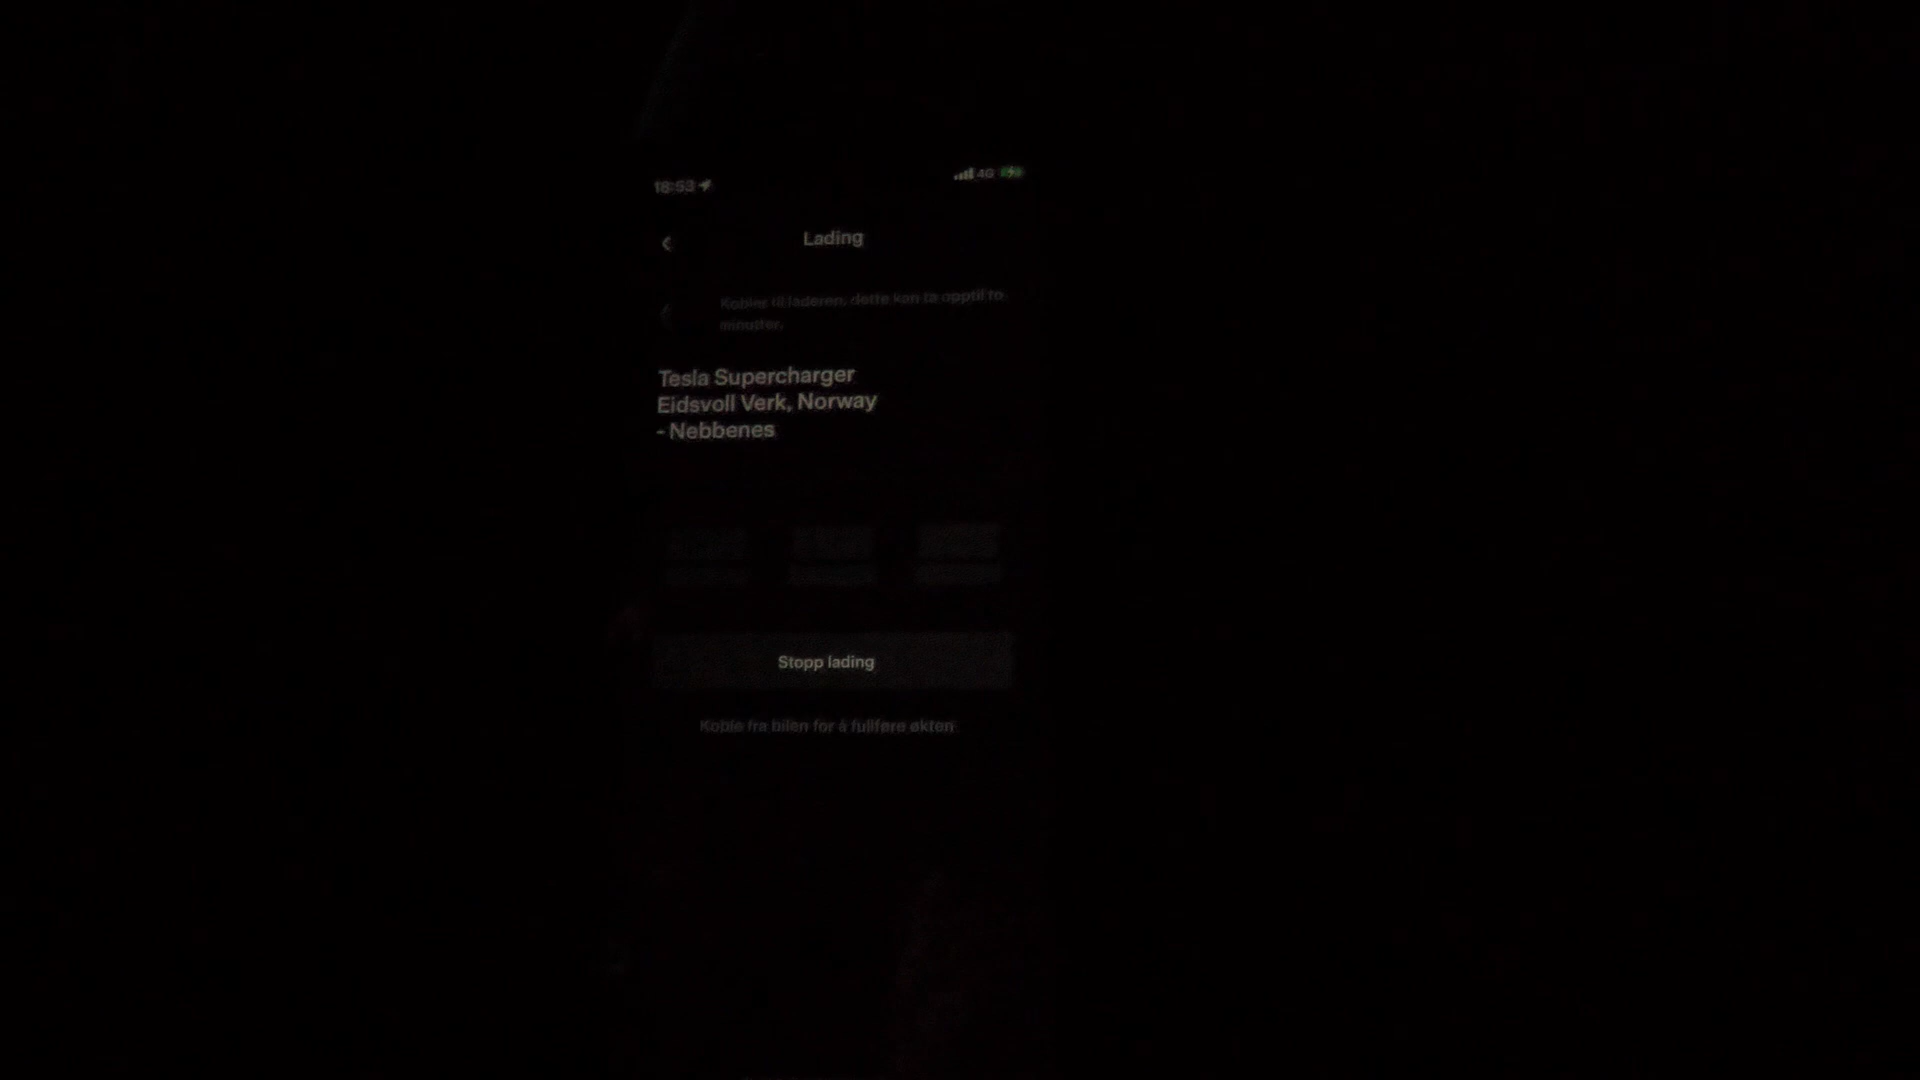 18:53
4G
Lading
Kobler til laderen, dette kan ta opptil to
minutter.
Tesla Supercharger
Eidsvoll Verk, Norway
- Nebbenes
Stopp lading
Koble fra bilen for å fullføre økten